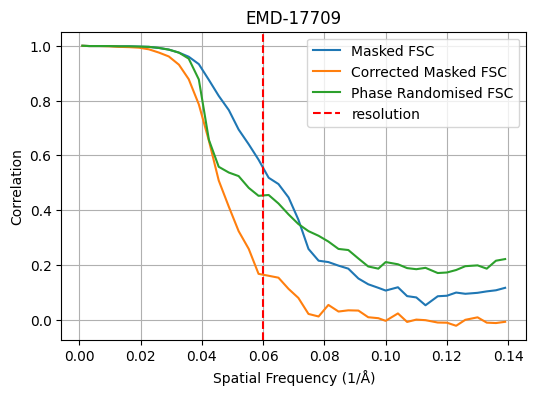 EMD-17709
Masked FSC
Corrected Masked FSC
Phase Randomised FSC
resolution
Correlation
1.0
0.8
0.6
0.4
0.2
0.0
0.00 0.02 0.04 0.06 0.08 0.10 0.12 0.14
Spatial Frequency (1/Å)